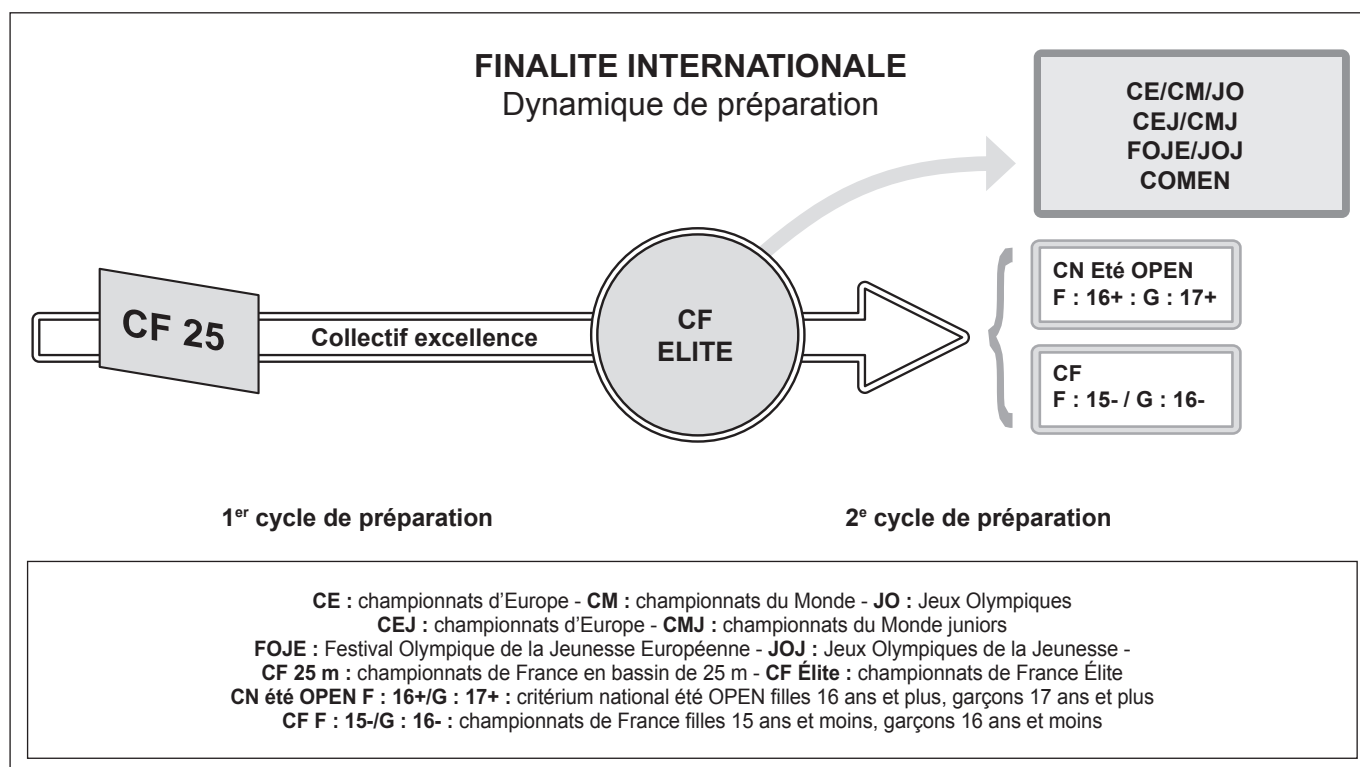 FINALITE INTERNATIONALE
Dynamique de préparation
CE/CM/JO
CEJ/CMJ
FOJE/JOJ
COMEN
CF 25
Collectif excellence
CF
ELITE
CN Eté OPEN
F : 16+ : G : 17+
CF
F : 15- / G : 16-
1er cycle de préparation
2e cycle de préparation
CE : championnats d’Europe - CM : championnats du Monde - JO : Jeux Olympiques
CEJ : championnats d’Europe - CMJ : championnats du Monde juniors
FOJE : Festival Olympique de la Jeunesse Européenne - JOJ : Jeux Olympiques de la Jeunesse -
CF 25 m : championnats de France en bassin de 25 m - CF Élite : championnats de France Élite
CN été OPEN F : 16+/G : 17+ : critérium national été OPEN filles 16 ans et plus, garçons 17 ans et plus
CF F : 15-/G : 16- : championnats de France filles 15 ans et moins, garçons 16 ans et moins